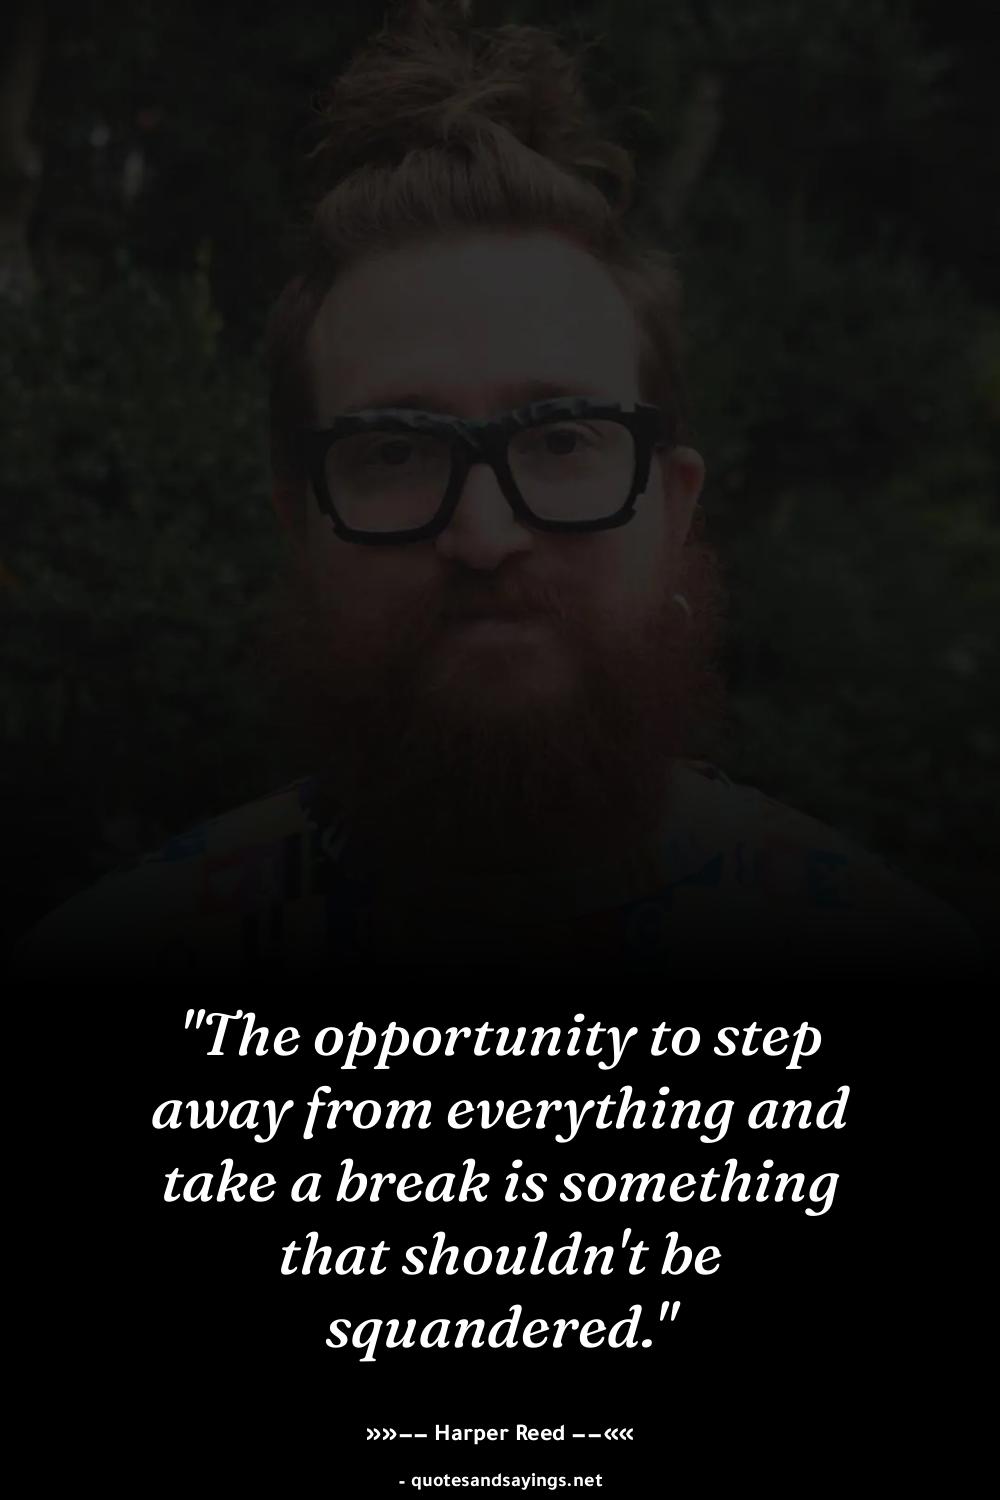 "The opportunity to step
away from everything and
take a break is something
that shouldn't be
squandered."
»»–– Harper Reed ––««
- quotesandsayings.net